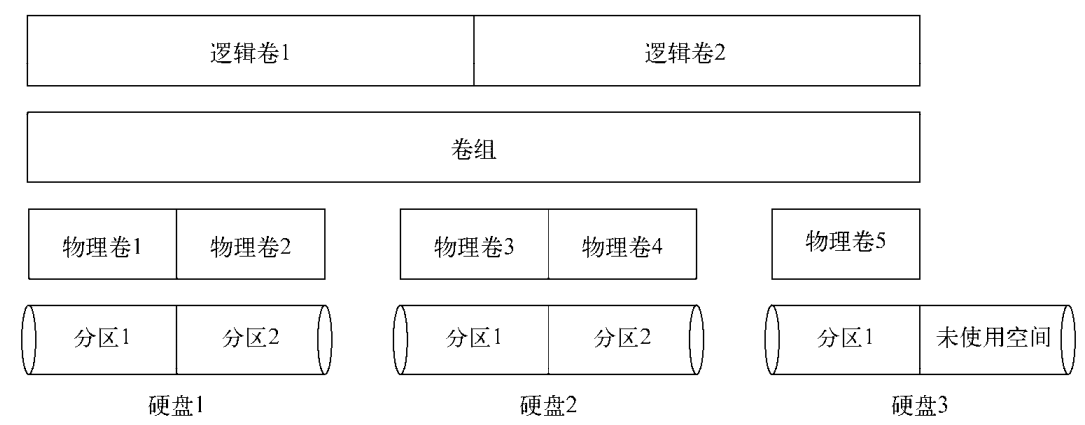 逻辑卷1 逻辑卷2
卷组
物理卷1 物理卷2 物理卷3 物理卷4 物理卷5
分区1 分区2 分区1 分区2 分区1 未使用空间
硬盘1 硬盘2 硬盘3